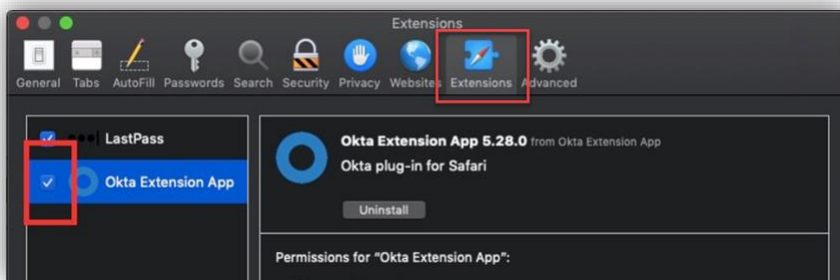 Extensions
General Tabs AutoFill Passwords Search Security Privacy Websites Extensions Advanced
LastPass
Okta Extension App
Okta Extension App 5.28.0 from Okta Extension App
Okta plug-in for Safari
Uninstall
Permissions for “Okta Extension App”: